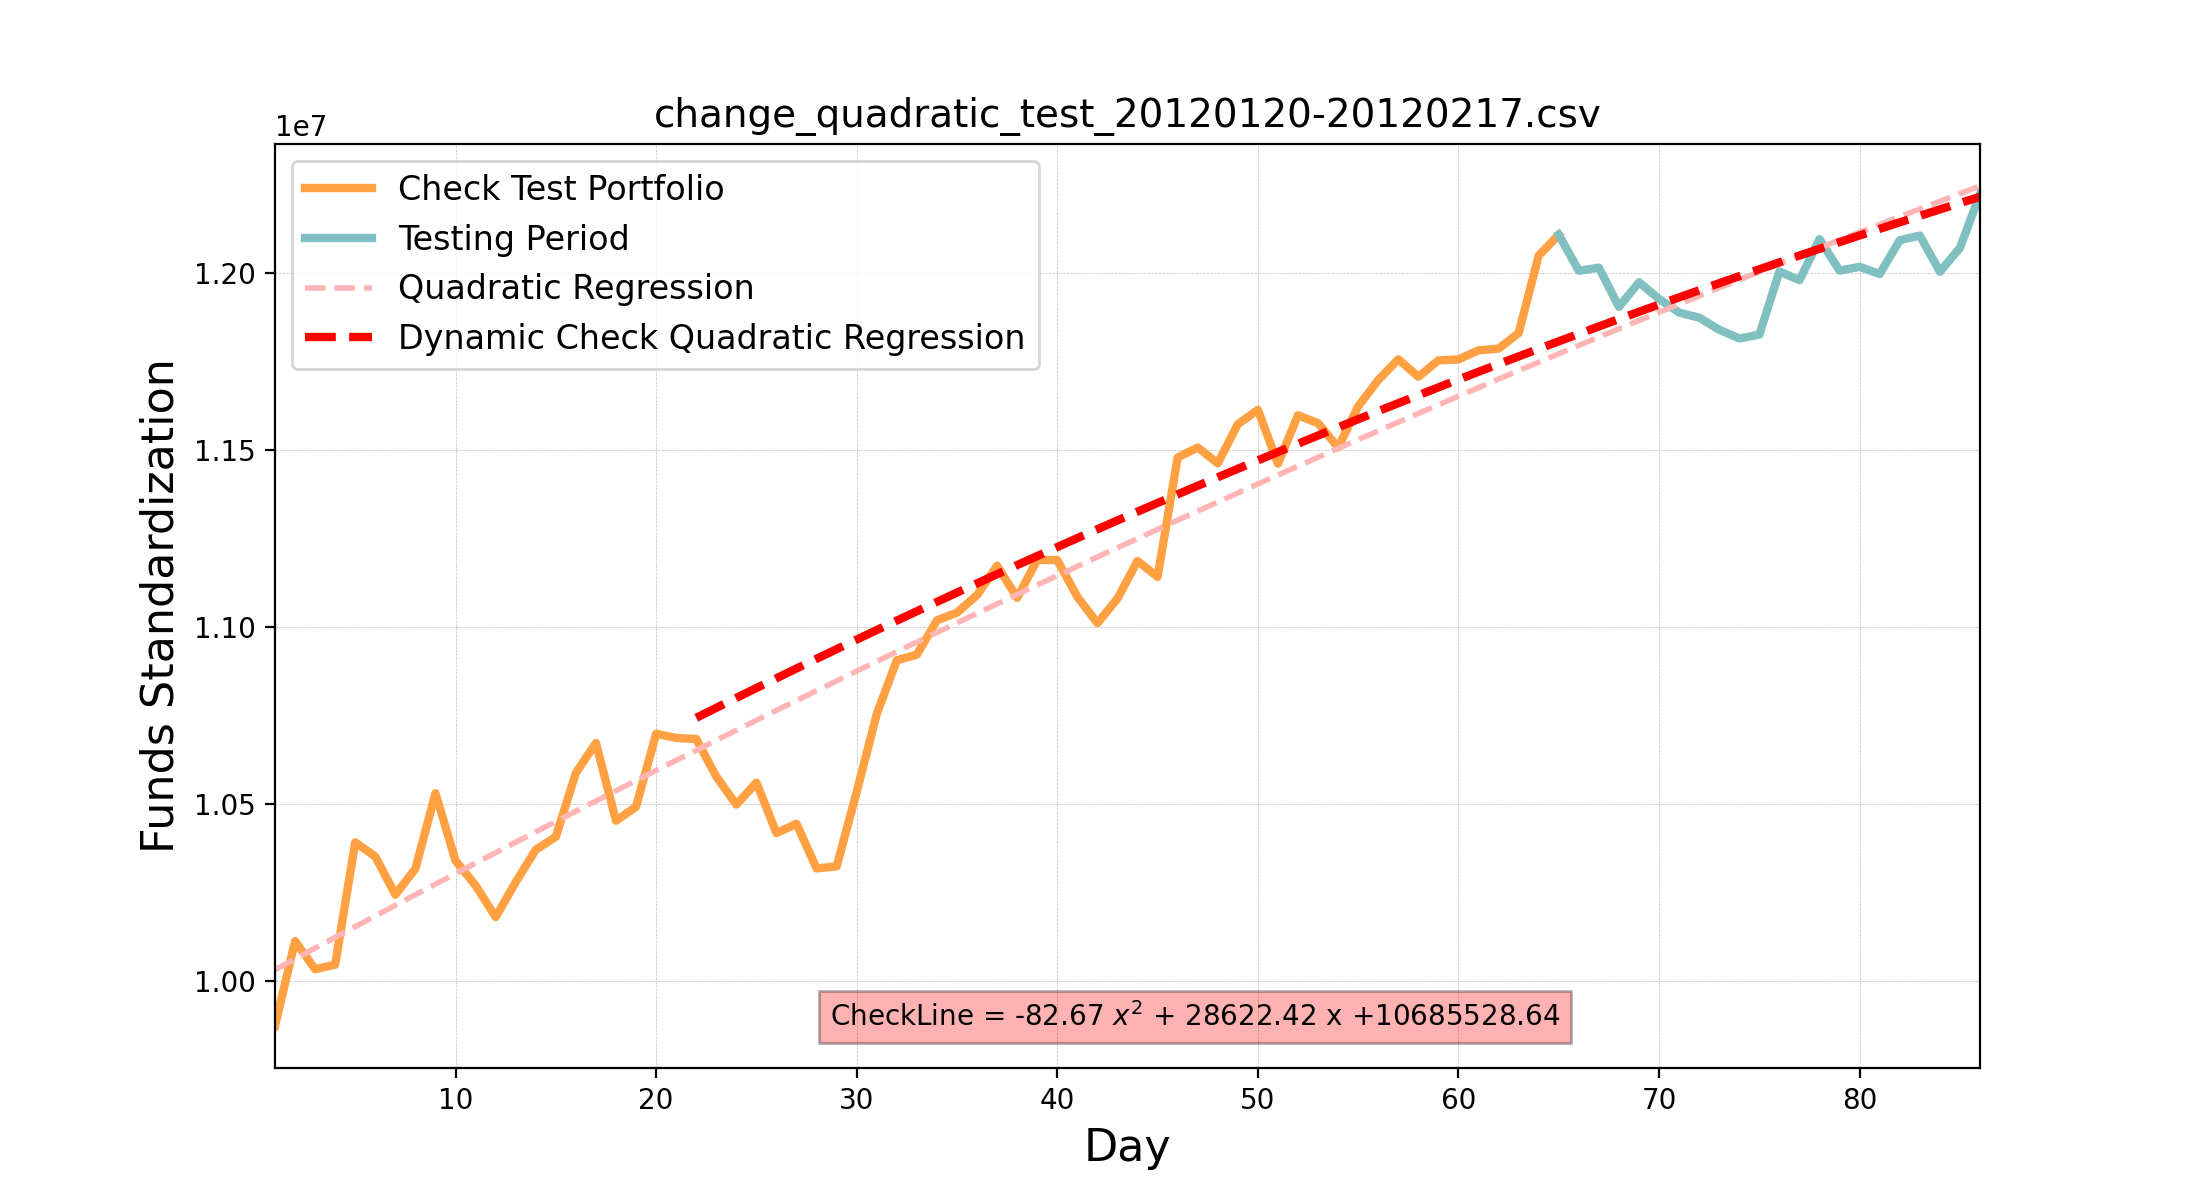 change_quadratic_test_20120120-20120217.csv
1e7
Check Test Portfolio
Testing Period
Quadratic Regression
Dynamic Check Quadratic Regression
Funds Standardization
1.20
1.15
1.10
1.05
1.00
CheckLine = -82.67 x² + 28622.42 x +10685528.64
10 20 30 40 50 60 70 80
Day